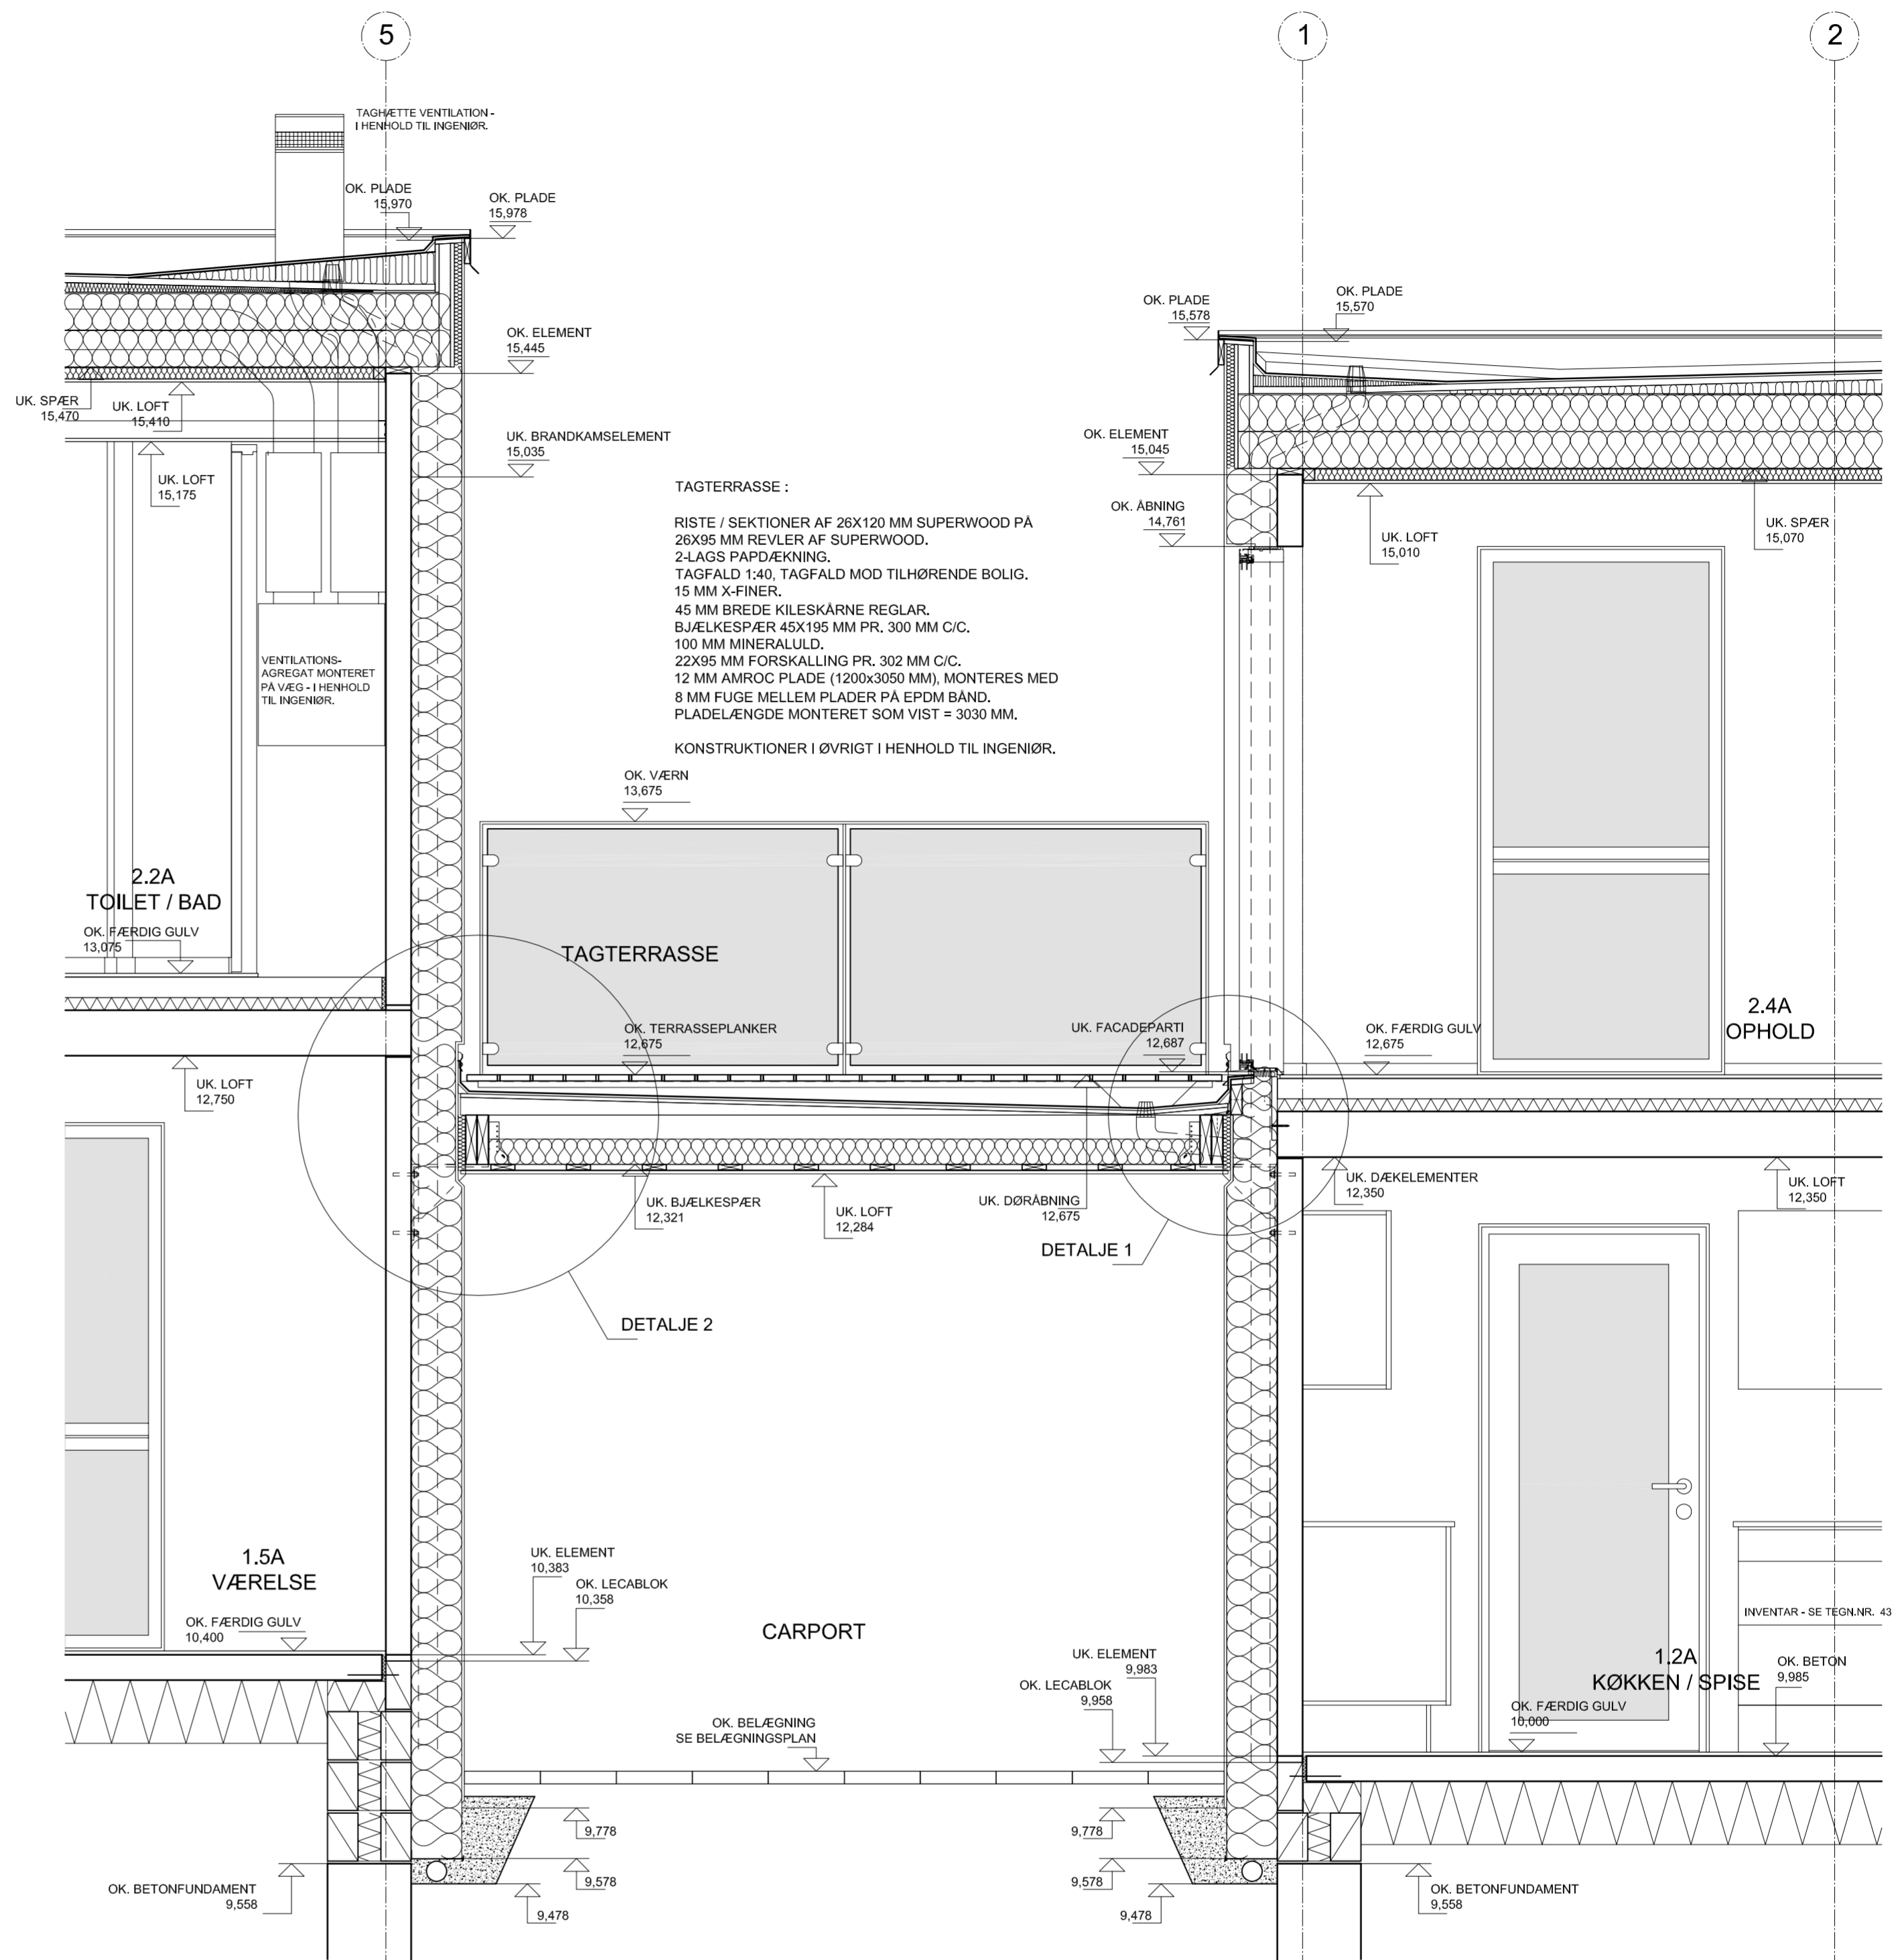 5
1
2
TAGHÆTTE VENTILATION -
I HENHOLD TIL INGENIØR.
OK. PLADE
15,970
OK. PLADE
15,978
OK. PLADE
15,578
OK. PLADE
15,570
OK. ELEMENT
15,445
UK. SPÆR
15,470
UK. LOFT
15,410
UK. BRANDKAMSELEMENT
15,035
OK. ELEMENT
15,045
UK. LOFT
15,175
OK. ÅBNING
14,761
UK. LOFT
15,010
UK. SPÆR
15,070
TAGTERRASSE :
RISTE / SEKTIONER AF 26X120 MM SUPERWOOD PÅ
26X95 MM REVLER AF SUPERWOOD.
2-LAGS PAPDÆKNING.
TAGFALD 1:40, TAGFALD MOD TILHØRENDE BOLIG.
15 MM X-FINER.
45 MM BREDE KILESKÅRNE REGLAR.
BJÆLKESPÆR 45X195 MM PR. 300 MM C/C.
100 MM MINERALULD.
22X95 MM FORSKALLING PR. 302 MM C/C.
12 MM AMROC PLADE (1200x3050 MM), MONTERES MED
8 MM FUGE MELLEM PLADER PÅ EPDM BÅND.
PLADELÆNGDE MONTERET SOM VIST = 3030 MM.
KONSTRUKTIONER I ØVRIGT I HENHOLD TIL INGENIØR.
VENTILATIONS-
AGREGAT MONTERET
PÅ VÆG - I HENHOLD
TIL INGENIØR.
OK. VÆRN
13,675
2.2A
TOILET / BAD
OK. FÆRDIG GULV
13,075
TAGTERRASSE
2.4A
OPHOLD
OK. TERRASSEPLANKER
12,675
UK. FACADEPARTI
12,687
OK. FÆRDIG GULV
12,675
UK. LOFT
12,750
UK. BJÆLKESPÆR
12,321
UK. LOFT
12,284
UK. DØRÅBNING
12,675
UK. DÆKELEMENTER
12,350
UK. LOFT
12,350
DETALJE 1
DETALJE 2
1.5A
VÆRELSE
OK. FÆRDIG GULV
10,400
UK. ELEMENT
10,383
OK. LECABLOK
10,358
CARPORT
INVENTAR - SE TEGN.NR. 43
UK. ELEMENT
9,983
OK. LECABLOK
9,958
1.2A
KØKKEN / SPISE
OK. BETON
9,985
OK. FÆRDIG GULV
10,000
OK. BELÆGNING
SE BELÆGNINGSPLAN
9,778
9,778
9,578
9,578
OK. BETONFUNDAMENT
9,558
9,478
9,478
OK. BETONFUNDAMENT
9,558